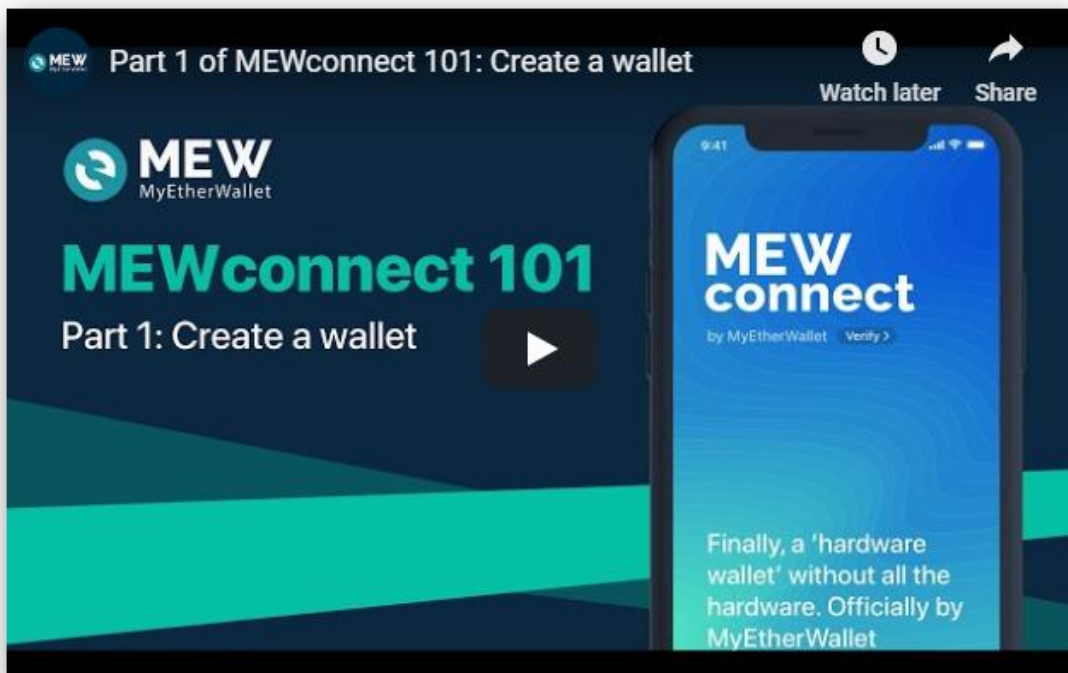 MEW
Part 1 of MEWconnect 101: Create a wallet
Watch later
Share
MEW
MyEtherWallet
MEWconnect 101
Part 1: Create a wallet
9:41
MEW
connect
by MyEtherWallet Verify >
Finally, a ‘hardware
wallet’ without all the
hardware. Officially by
MyEtherWallet